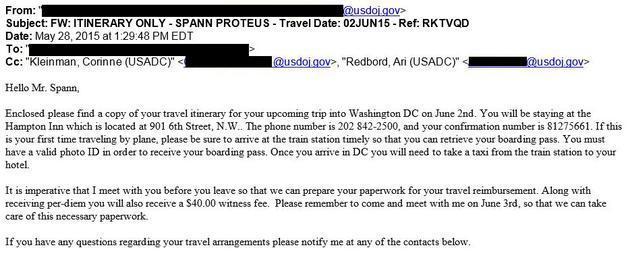 From: " @usdoj.gov>
Subject: FW: ITINERARY ONLY - SPANN PROTEUS - Travel Date: 02JUN15 - Ref: RKTVQD
Date: May 28, 2015 at 1:29:48 PM EDT
To: " >
Cc: "Kleinman, Corinne (USADC)" < @usdoj.gov>, "Redbord, Ari (USADC)" < @usdoj.gov>
Hello Mr. Spann,
Enclosed please find a copy of your travel itinerary for your upcoming trip into Washington DC on June 2nd. You will be staying at the
Hampton Inn which is located at 901 6th Street, N.W.. The phone number is 202 842-2500, and your confirmation number is 81275661. If this
is your first time traveling by plane, please be sure to arrive at the train station timely so that you can retrieve your boarding pass. You must
have a valid photo ID in order to receive your boarding pass. Once you arrive in DC you will need to take a taxi from the train station to your
hotel.
It is imperative that I meet with you before you leave so that we can prepare your paperwork for your travel reimbursement. Along with
receiving per-diem you will also receive a $40.00 witness fee. Please remember to come and meet with me on June 3rd, so that we can take
care of this necessary paperwork.
If you have any questions regarding your travel arrangements please notify me at any of the contacts below.